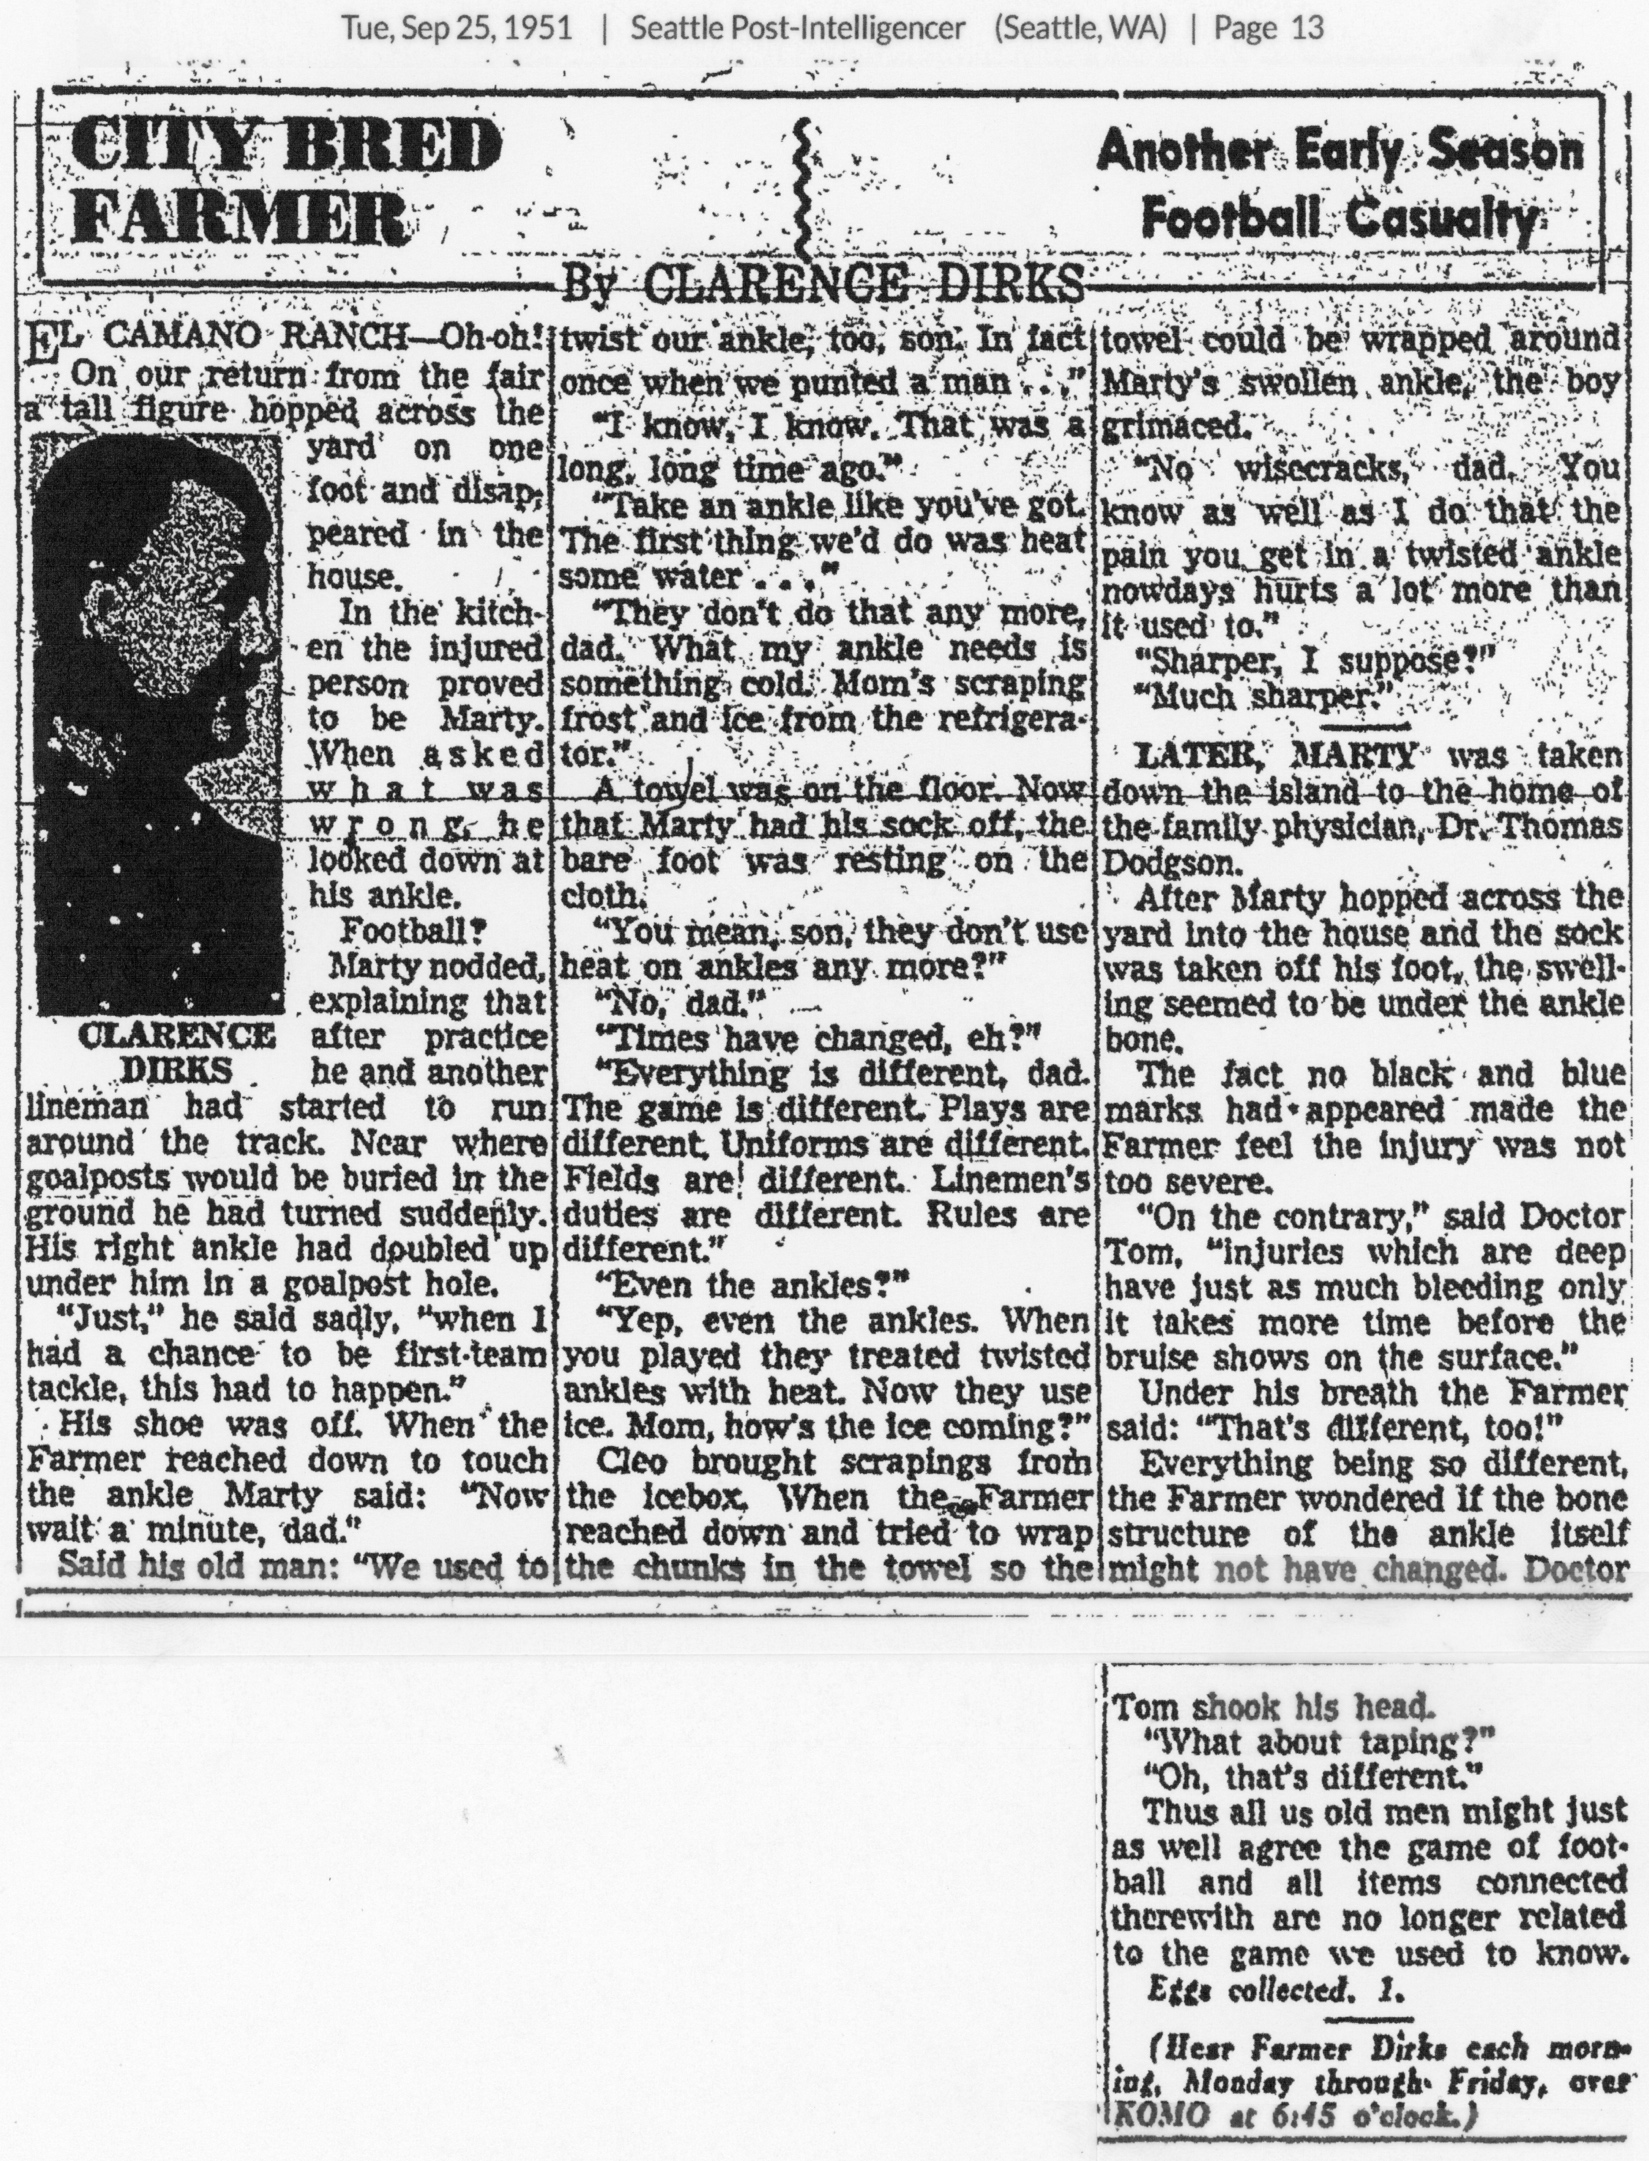 Tue, Sep 25, 1951 | Seattle Post-Intelligencer (Seattle, WA) | Page 13
CITY BRED
FARMER
Another Early Season
Football Casualty
By CLARENCE DIRKS
EL CAMANO RANCH—Oh-oh!
On our return from the fair
a tall figure hopped across the
yard on one
foot and disap-
peared in the
house.
In the kitch-
en the injured
person proved
to be Marty.
When asked
what was
wrong, he
looked down at
his ankle.
Football?
Marty nodded,
explaining that
after practice
he and another
CLARENCE
DIRKS
lineman had started to run
around the track. Near where
goalposts would be buried in the
ground he had turned suddenly.
His right ankle had doubled up
under him in a goalpost hole.
"Just," he said sadly, "when I
had a chance to be first-team
tackle, this had to happen."
His shoe was off. When the
Farmer reached down to touch
the ankle Marty said: "Now
wait a minute, dad."
Said his old man: "We used to
twist our ankle, too, son. In fact
once when we punted a man . . ."
"I know, I know. That was a
long, long time ago."
"Take an ankle like you've got.
The first thing we'd do was heat
some water . . ."
"They don't do that any more,
dad. What my ankle needs is
something cold. Mom's scraping
frost and ice from the refrigera-
tor."
A towel was on the floor. Now
that Marty had his sock off, the
bare foot was resting on the
cloth.
"You mean, son, they don't use
heat on ankles any more?"
"No, dad."
"Times have changed, eh?"
"Everything is different, dad.
The game is different. Plays are
different. Uniforms are different.
Fields are different. Linemen's
duties are different. Rules are
different."
"Even the ankles?"
"Yep, even the ankles. When
you played they treated twisted
ankles with heat. Now they use
ice. Mom, how's the ice coming?"
Cleo brought scrapings from
the icebox. When the Farmer
reached down and tried to wrap
the chunks in the towel so the
towel could be wrapped around
Marty's swollen ankle, the boy
grimaced.
"No wisecracks, dad. You
know as well as I do that the
pain you get in a twisted ankle
nowdays hurts a lot more than
it used to."
"Sharper, I suppose?"
"Much sharper."
LATER, MARTY was taken
down the island to the home of
the family physician, Dr. Thomas
Dodgson.
After Marty hopped across the
yard into the house and the sock
was taken off his foot, the swell-
ing seemed to be under the ankle
bone.
The fact no black and blue
marks had appeared made the
Farmer feel the injury was not
too severe.
"On the contrary," said Doctor
Tom, "injuries which are deep
have just as much bleeding only
it takes more time before the
bruise shows on the surface."
Under his breath the Farmer
said: "That's different, too!"
Everything being so different,
the Farmer wondered if the bone
structure of the ankle itself
might not have changed. Doctor
Tom shook his head.
"What about taping?"
"Oh, that's different."
Thus all us old men might just
as well agree the game of foot-
ball and all items connected
therewith are no longer related
to the game we used to know.
Eggs collected. 1.
(Hear Farmer Dirks each morn-
ing, Monday through Friday, over
KOMO at 6:45 o'clock.)